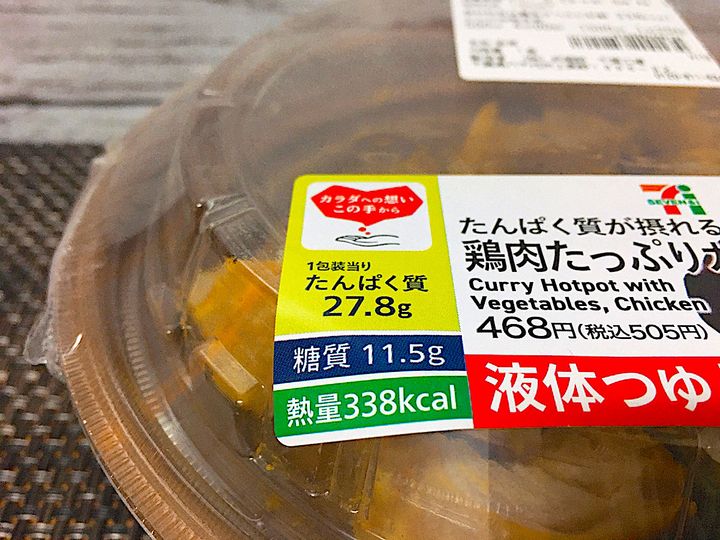 カラダへの想い
この手から
1包装当り
たんぱく質
27.8g
糖質 11.5g
熱量338kcal
たんぱく質が摂れる
鶏肉たっぷり
Curry Hotpot with
Vegetables, Chicken
468円(税込505円)
液体つゆ